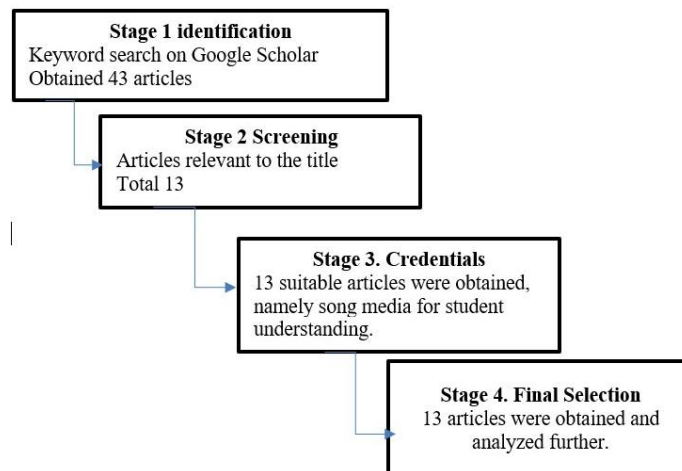 Stage 1 identification
Keyword search on Google Scholar
Obtained 43 articles
Stage 2 Screening
Articles relevant to the title
Total 13
Stage 3. Credentials
13 suitable articles were obtained,
namely song media for student
understanding.
Stage 4. Final Selection
13 articles were obtained and
analyzed further.